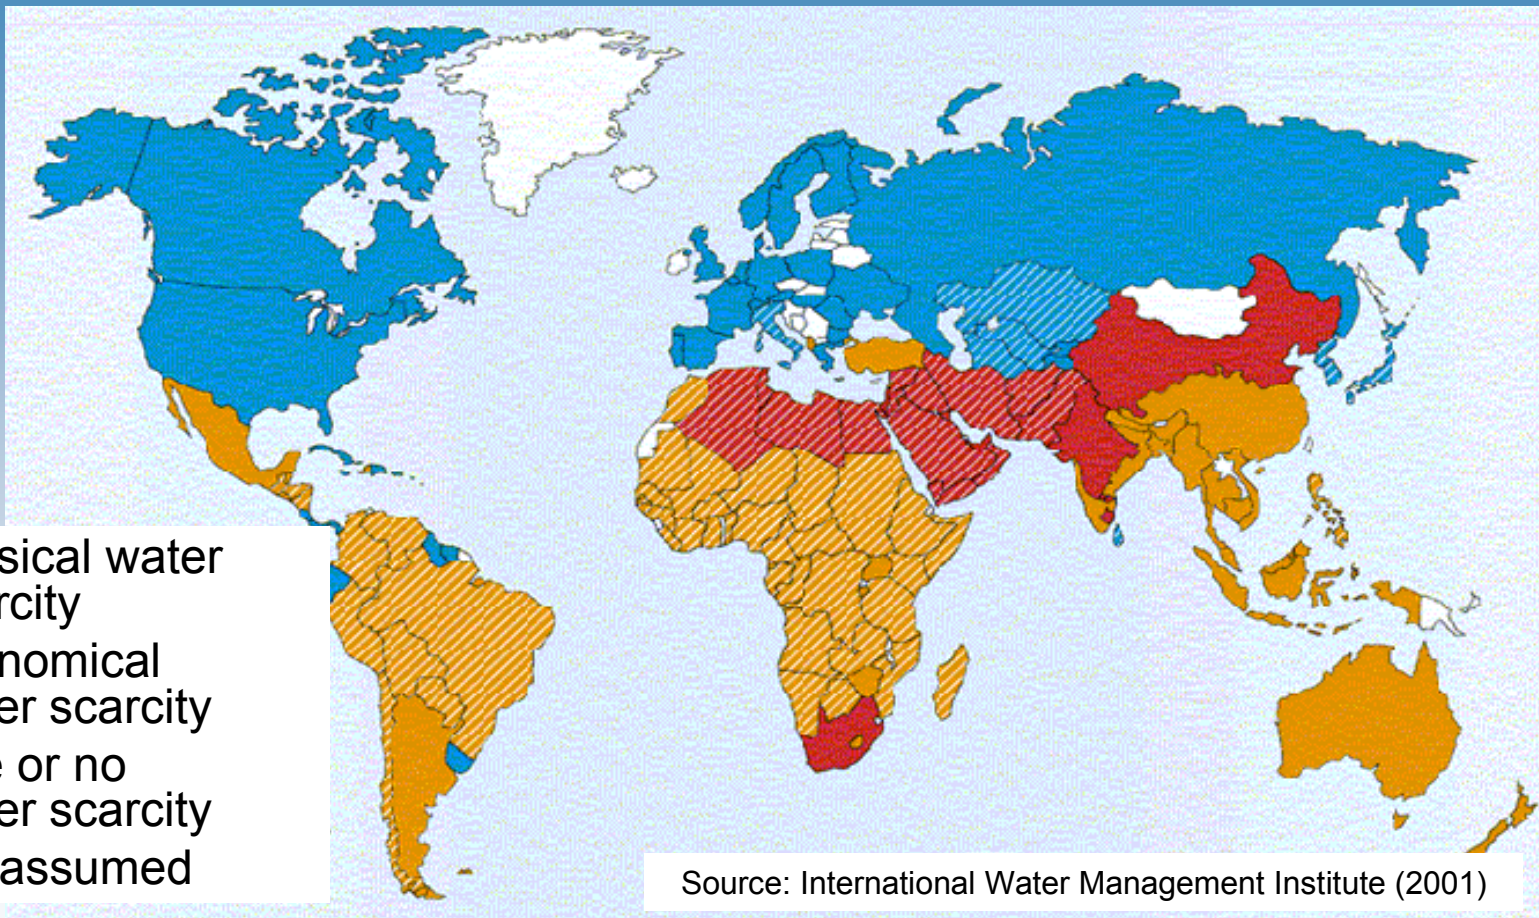 sical water
rcity
nomical
er scarcity
e or no
er scarcity
assumed
Source: International Water Management Institute (2001)